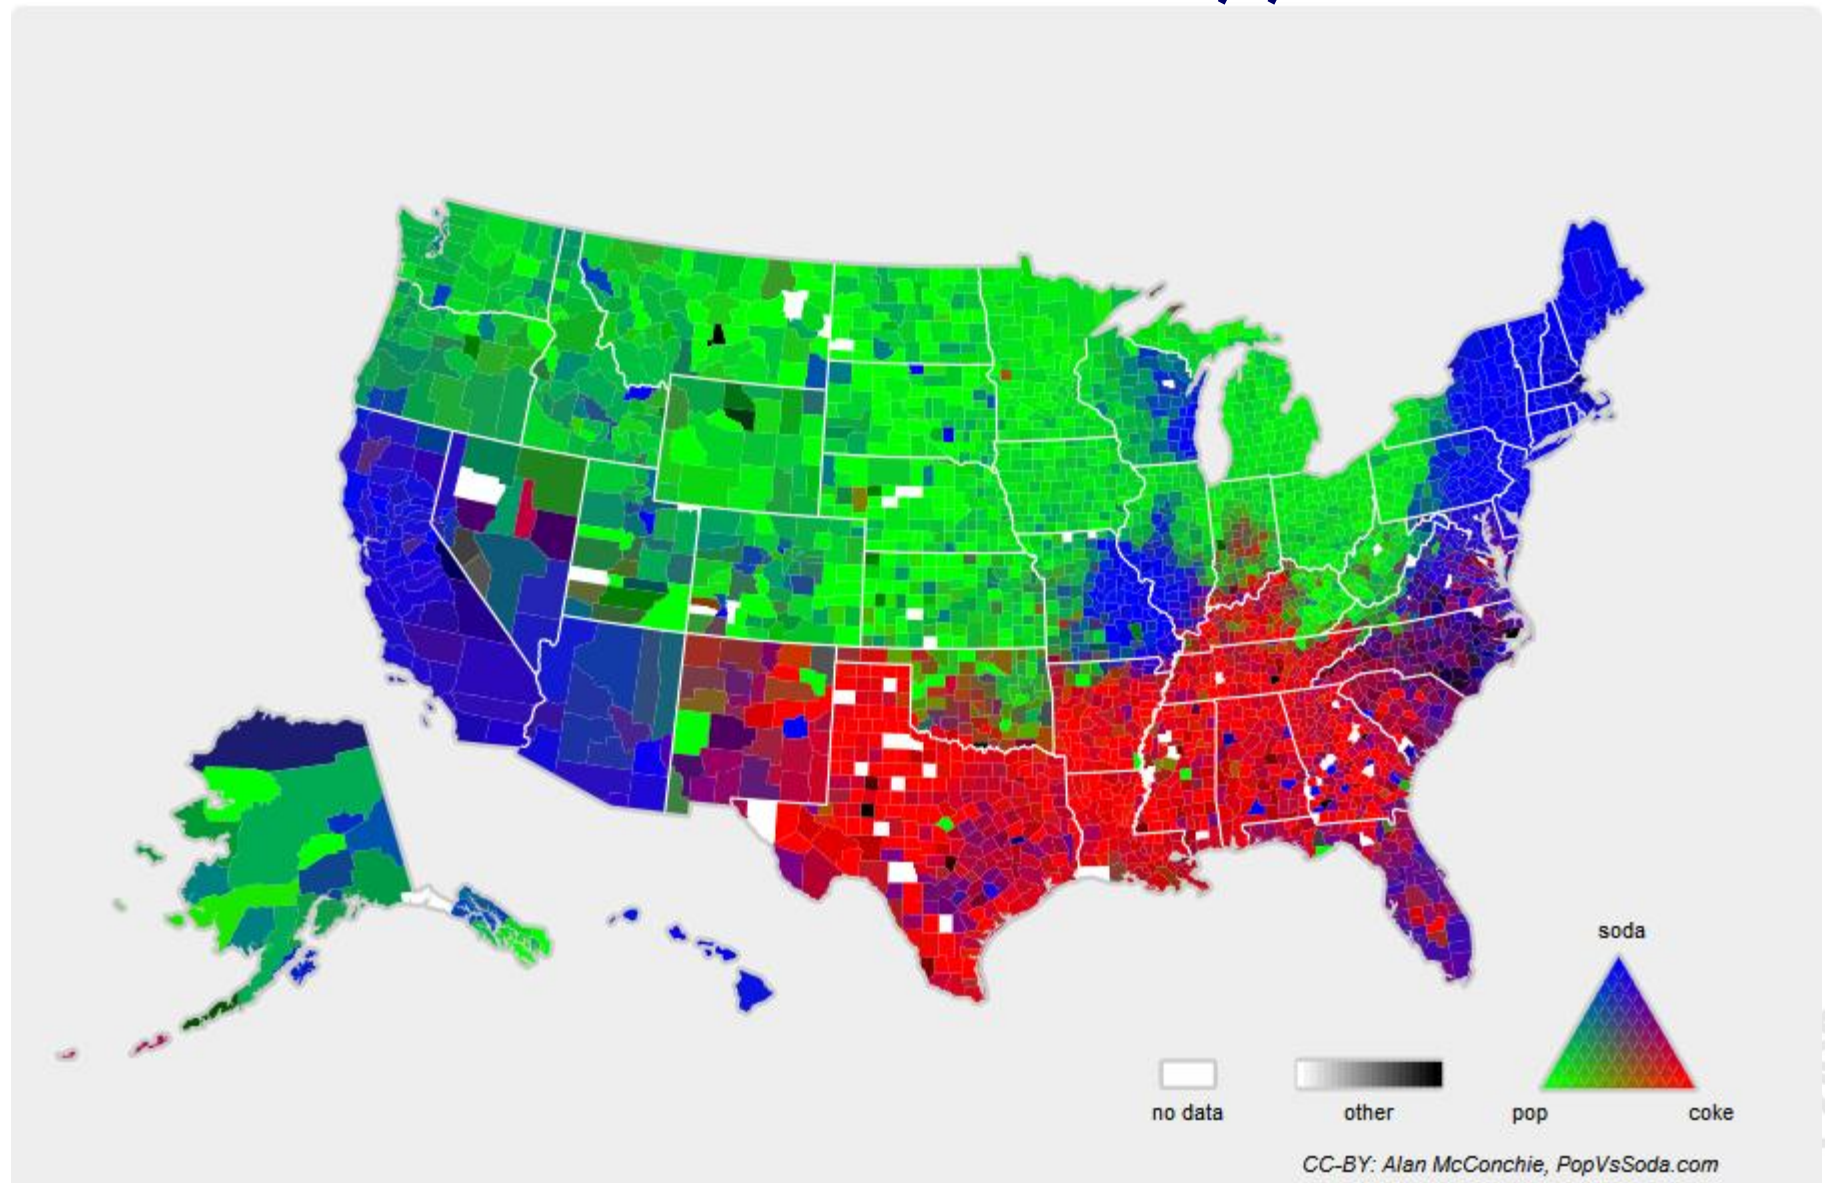 soda
no data
other
pop
coke
CC-BY: Alan McConchie, PopVsSoda.com